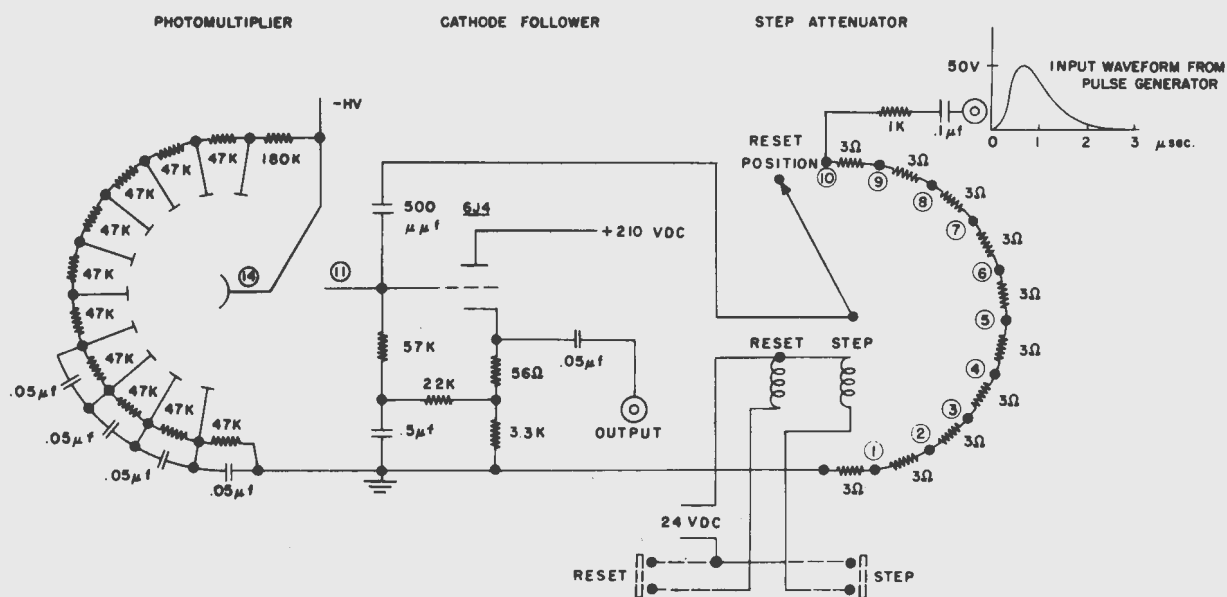 PHOTOMULTIPLIER
CATHODE FOLLOWER
STEP ATTENUATOR
-HV
50V
INPUT WAVEFORM FROM
PULSE GENERATOR
0
1
2
3
μsec.
1K
.1μf
RESET
POSITION
3Ω
3Ω
3Ω
3Ω
3Ω
3Ω
3Ω
3Ω
3Ω
3Ω
10
9
8
7
6
5
4
3
2
1
180K
47K
47K
47K
47K
47K
47K
47K
47K
47K
47K
47K
14
11
500
μμf
6J4
+210 VDC
57K
22K
56Ω
3.3K
.5μf
.05μf
OUTPUT
.05μf
.05μf
.05μf
.05μf
RESET
STEP
24 VDC
RESET
STEP